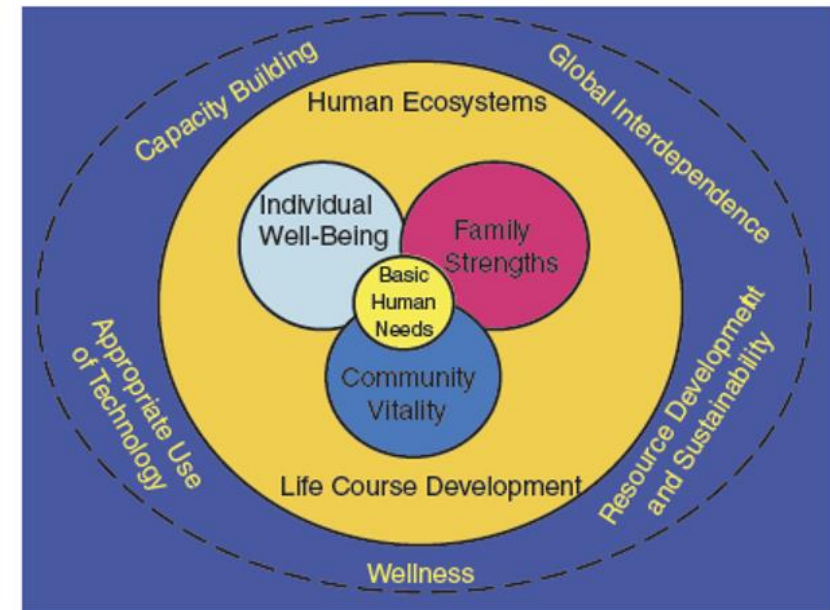 Capacity Building
Global Interdependence
Human Ecosystems
Individual
Well-Being
Family
Strengths
Basic
Human
Needs
Community
Vitality
Appropriate Use
of Technology
Resource Development
and Sustainability
Life Course Development
Wellness